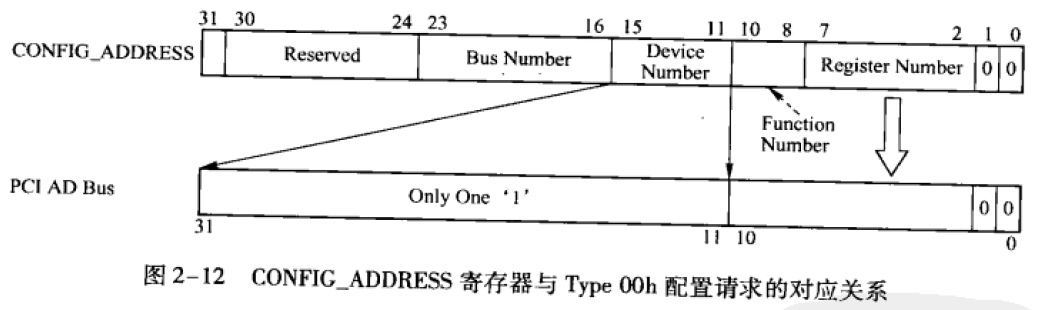 31 30 24 23 16 15 11 10 8 7 2 1 0
CONFIG_ADDRESS Reserved Bus Number Device Number Register Number 0 0
Function Number
PCI AD Bus Only One ‘1’ 0 0
31 11 10 0
图 2-12 CONFIG_ADDRESS 寄存器与 Type 00h 配置请求的对应关系